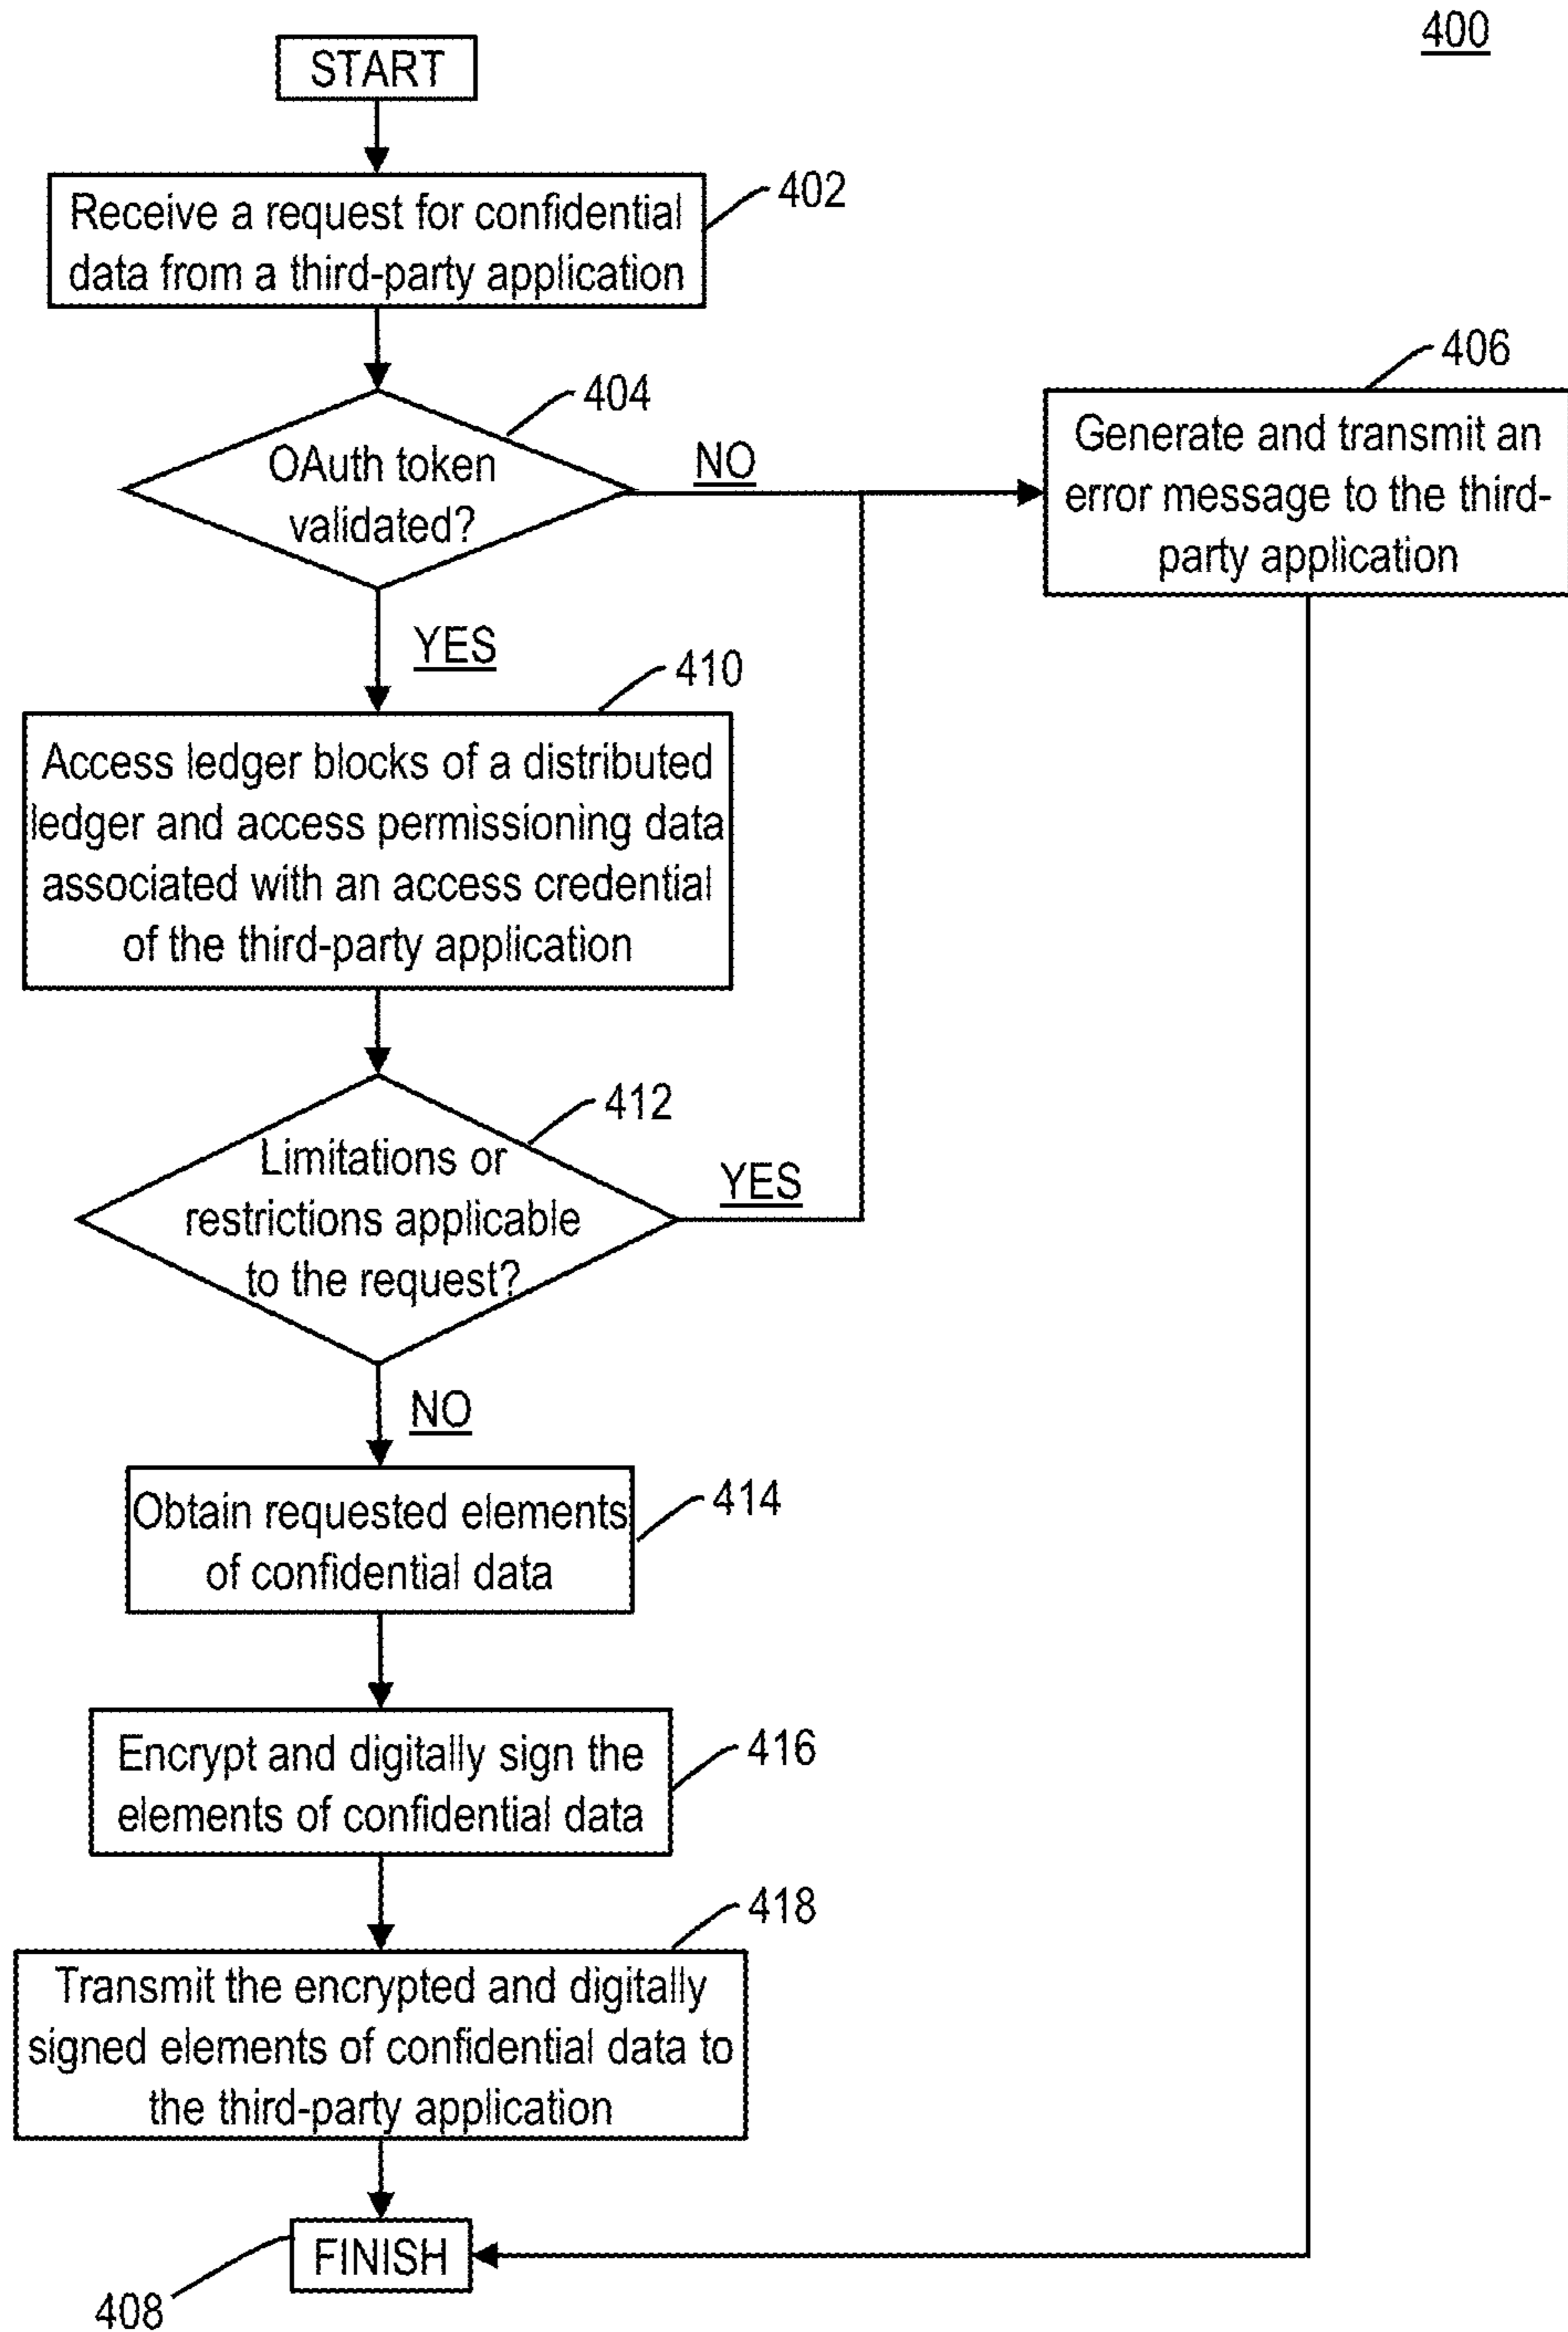 400
START
402
Receive a request for confidential
data from a third-party application
406
404
Generate and transmit an
error message to the third-
party application
OAuth token
validated?
NO
YES
410
Access ledger blocks of a distributed
ledger and access permissioning data
associated with an access credential
of the third-party application
412
Limitations or
restrictions applicable
to the request?
YES
NO
414
Obtain requested elements
of confidential data
416
Encrypt and digitally sign the
elements of confidential data
418
Transmit the encrypted and digitally
signed elements of confidential data to
the third-party application
FINISH
408